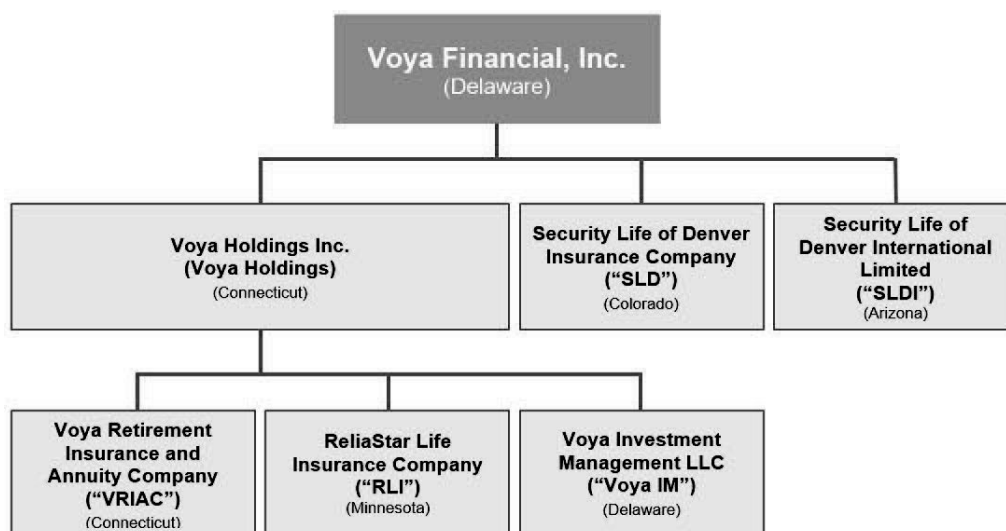 Voya Financial, Inc.
(Delaware)
Voya Holdings Inc.
(Voya Holdings)
(Connecticut)
Security Life of Denver
Insurance Company
(“SLD”)
(Colorado)
Security Life of
Denver International
Limited
(“SLDI”)
(Arizona)
Voya Retirement
Insurance and
Annuity Company
(“VRIAC”)
(Connecticut)
ReliaStar Life
Insurance Company
(“RLI”)
(Minnesota)
Voya Investment
Management LLC
(“Voya IM”)
(Delaware)